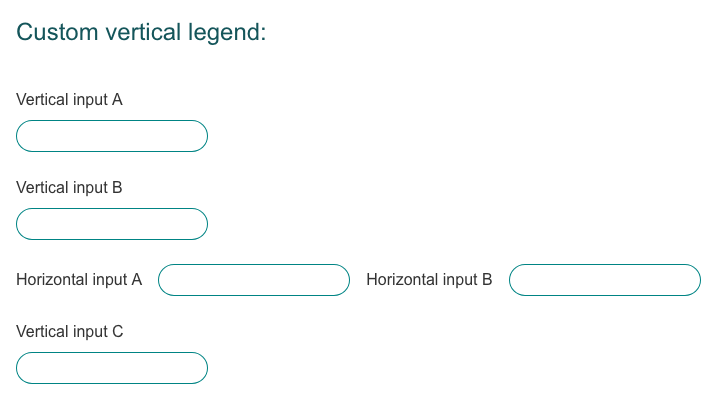 Custom vertical legend:
Vertical input A
Vertical input B
Horizontal input A Horizontal input B
Vertical input C